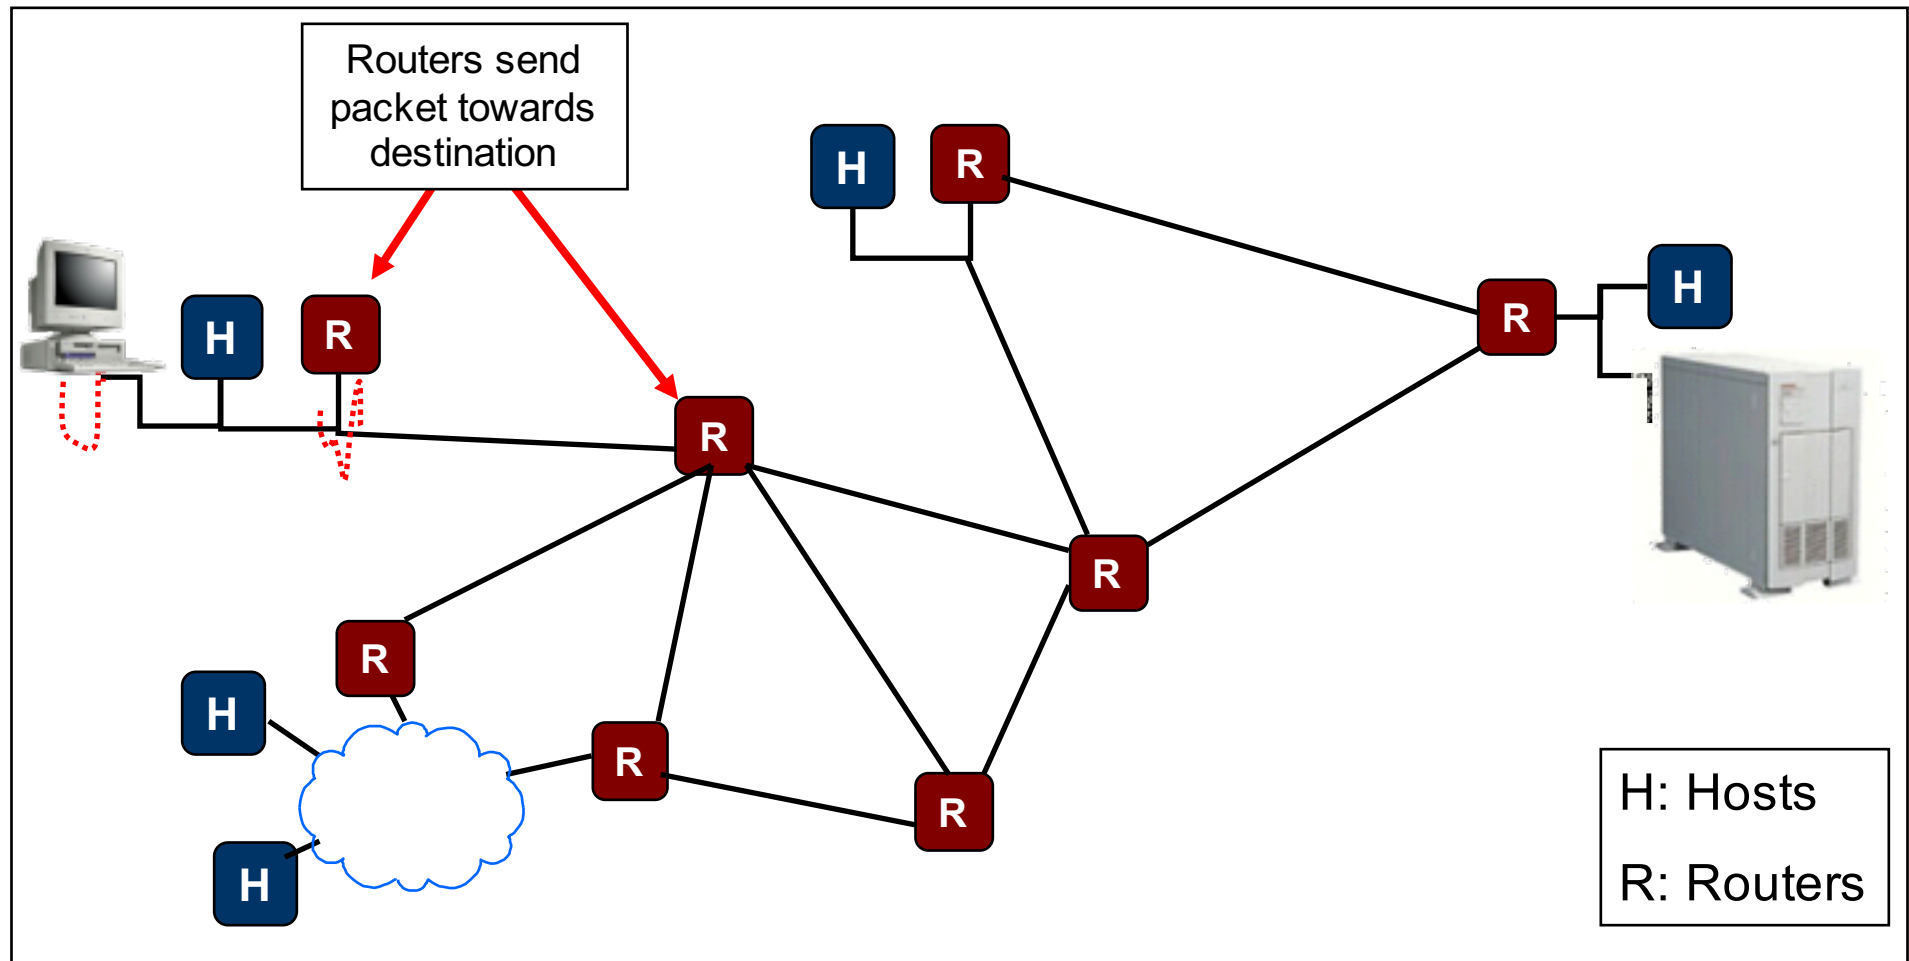 Routers send
packet towards
destination
H R
H
R
H R
R
R
R
H
R
R
H
H: Hosts
R: Routers